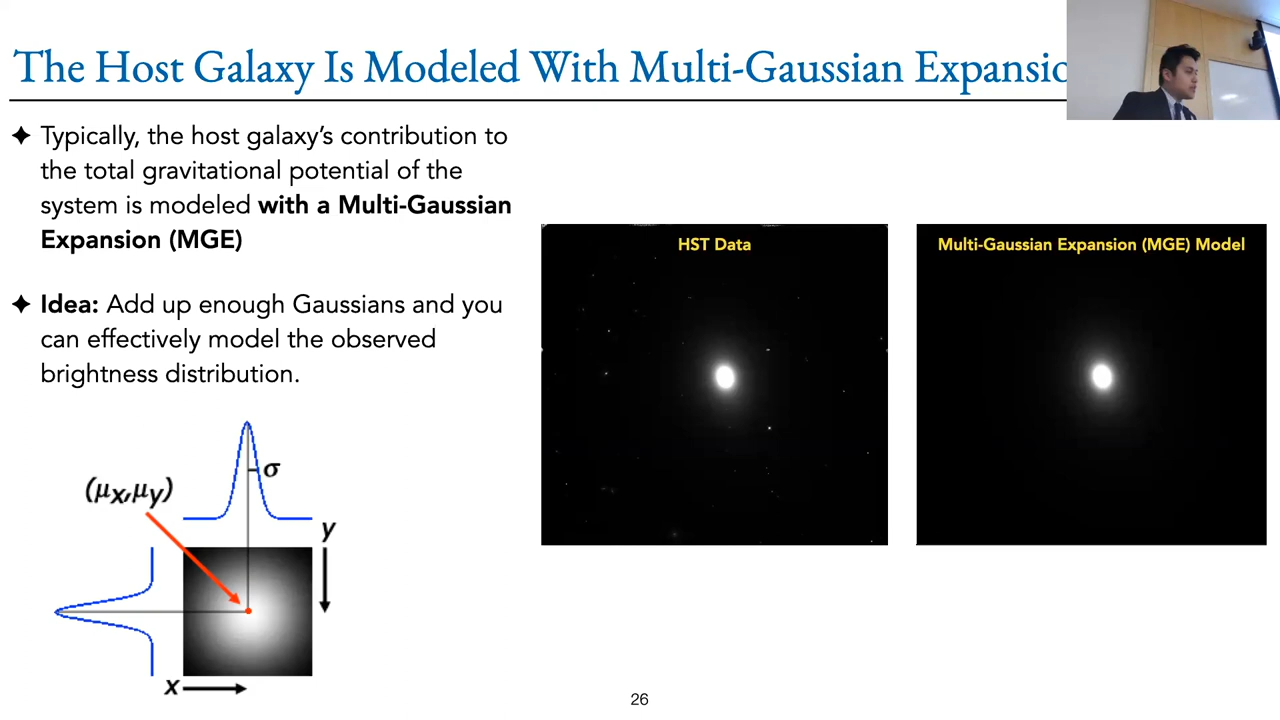 The Host Galaxy Is Modeled With Multi-Gaussian Expansio
✦ Typically, the host galaxy's contribution to
the total gravitational potential of the
system is modeled with a Multi-Gaussian
Expansion (MGE)
✦ Idea: Add up enough Gaussians and you
can effectively model the observed
brightness distribution.
HST Data
Multi-Gaussian Expansion (MGE) Model
σ
(μx,μy)
y
x
26